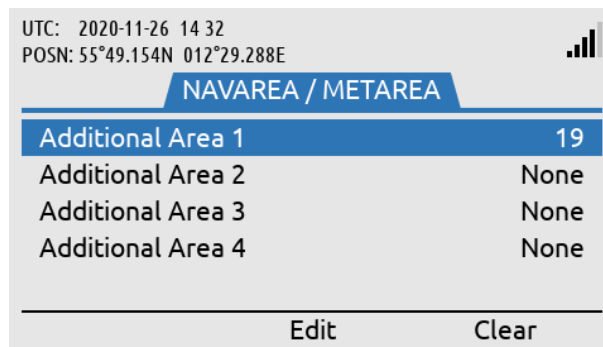 UTC: 2020-11-26 14 32
POSN: 55°49.154N 012°29.288E
NAVAREA / METAREA
Additional Area 1 19
Additional Area 2 None
Additional Area 3 None
Additional Area 4 None
Edit Clear